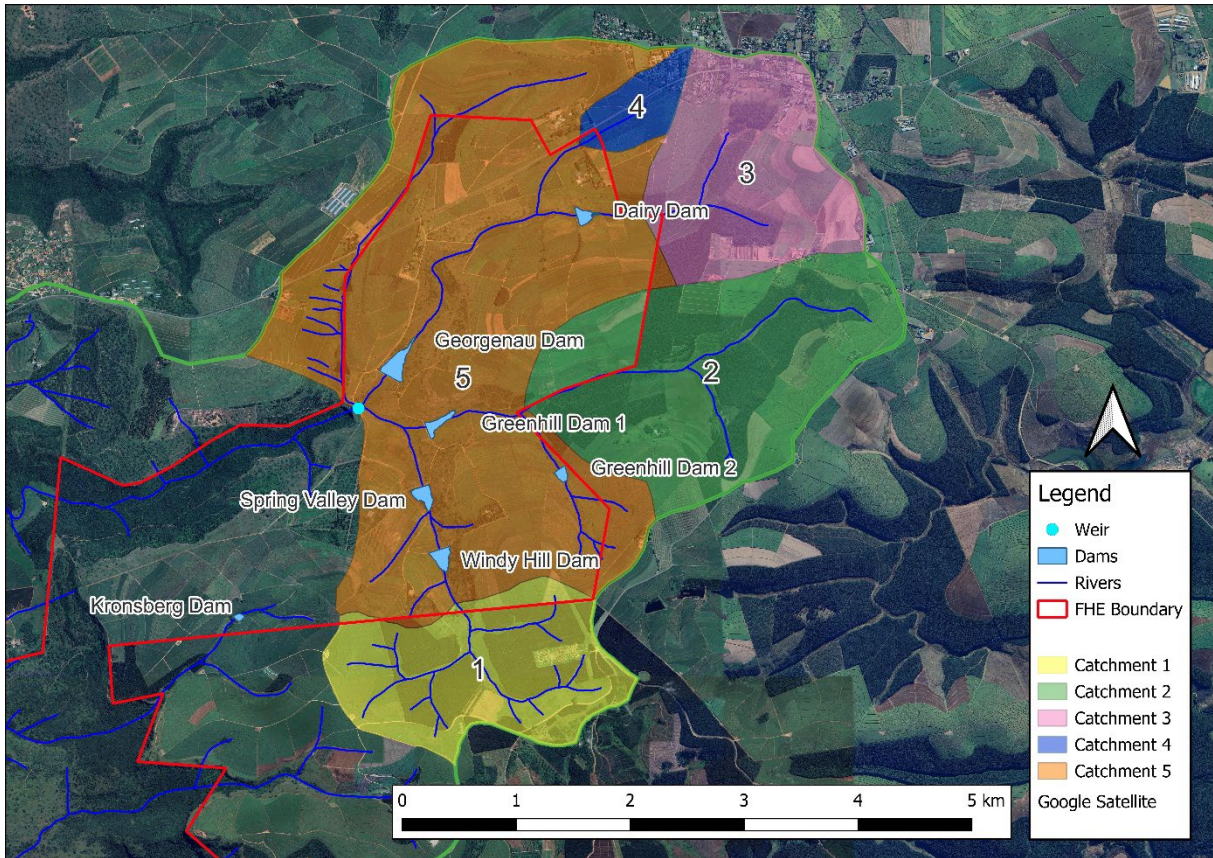 4
3
Dairy Dam
Georgenau Dam
5
2
Greenhill Dam 1
Greenhill Dam 2
Spring Valley Dam
Windy Hill Dam
Kronsberg Dam
1
Legend
Weir
Dams
Rivers
FHE Boundary
Catchment 1
Catchment 2
Catchment 3
Catchment 4
Catchment 5
Google Satellite
0 1 2 3 4 5 km